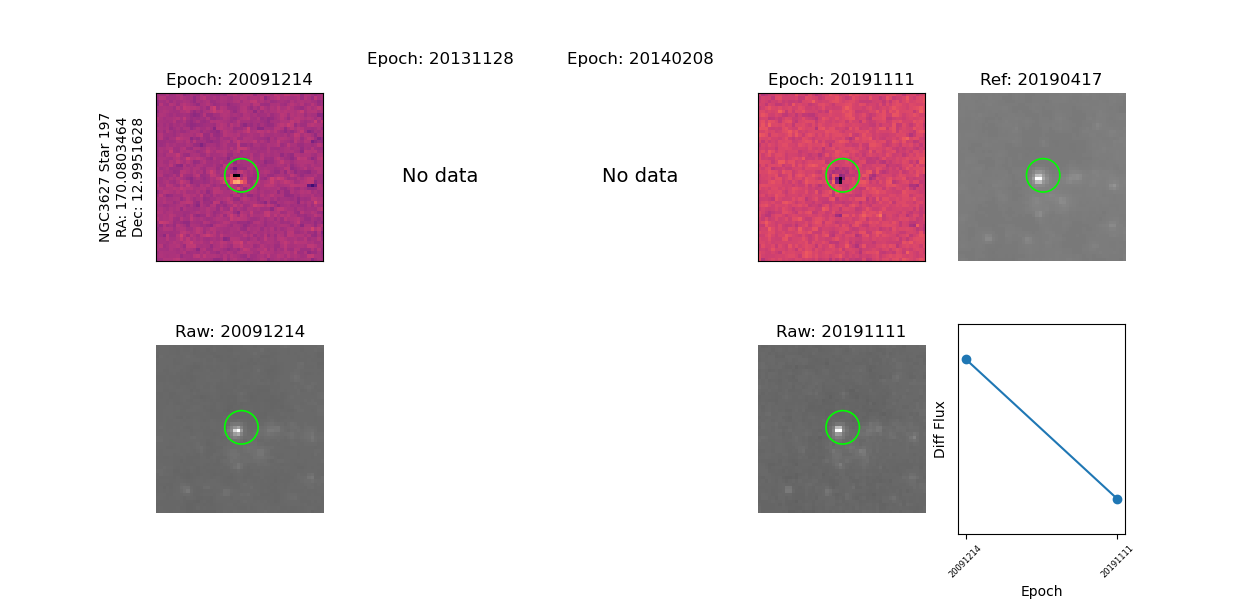 Epoch: 20091214
Epoch: 20131128
Epoch: 20140208
Epoch: 20191111
Ref: 20190417
NGC3627 Star 197
RA: 170.0803464
Dec: 12.9951628
No data
No data
Raw: 20091214
Raw: 20191111
Diff Flux
20091214
20191111
Epoch